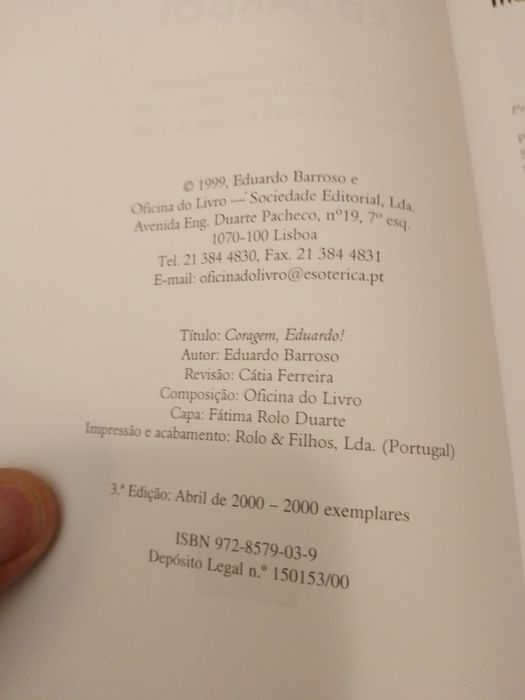 © 1999, Eduardo Barroso e
Oficina do Livro — Sociedade Editorial, Lda.
Avenida Eng. Duarte Pacheco, nº19, 7º esq.
1070-100 Lisboa
Tel. 21 384 4830, Fax. 21 384 4831
E-mail: oficinadolivro@esoterica.pt
Título: Coragem, Eduardo!
Autor: Eduardo Barroso
Revisão: Cátia Ferreira
Composição: Oficina do Livro
Capa: Fátima Rolo Duarte
Impressão e acabamento: Rolo & Filhos, Lda. (Portugal)
3.ª Edição: Abril de 2000 – 2000 exemplares
ISBN 972-8579-03-9
Depósito Legal n.º 150153/00